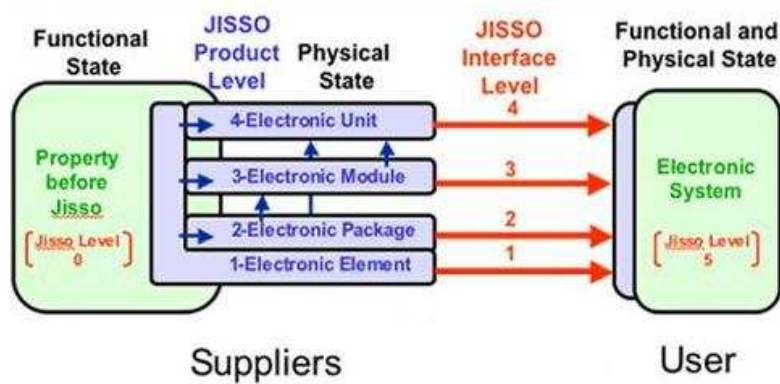 Functional
State
JISSO
Product
Level
Physical
State
JISSO
Interface
Level
Functional and
Physical State
4-Electronic Unit
4
3-Electronic Module
3
2-Electronic Package
2
1-Electronic Element
1
Property
before
Jisso
[Jisso Level
0]
Electronic
System
[Jisso Level
5]
Suppliers
User